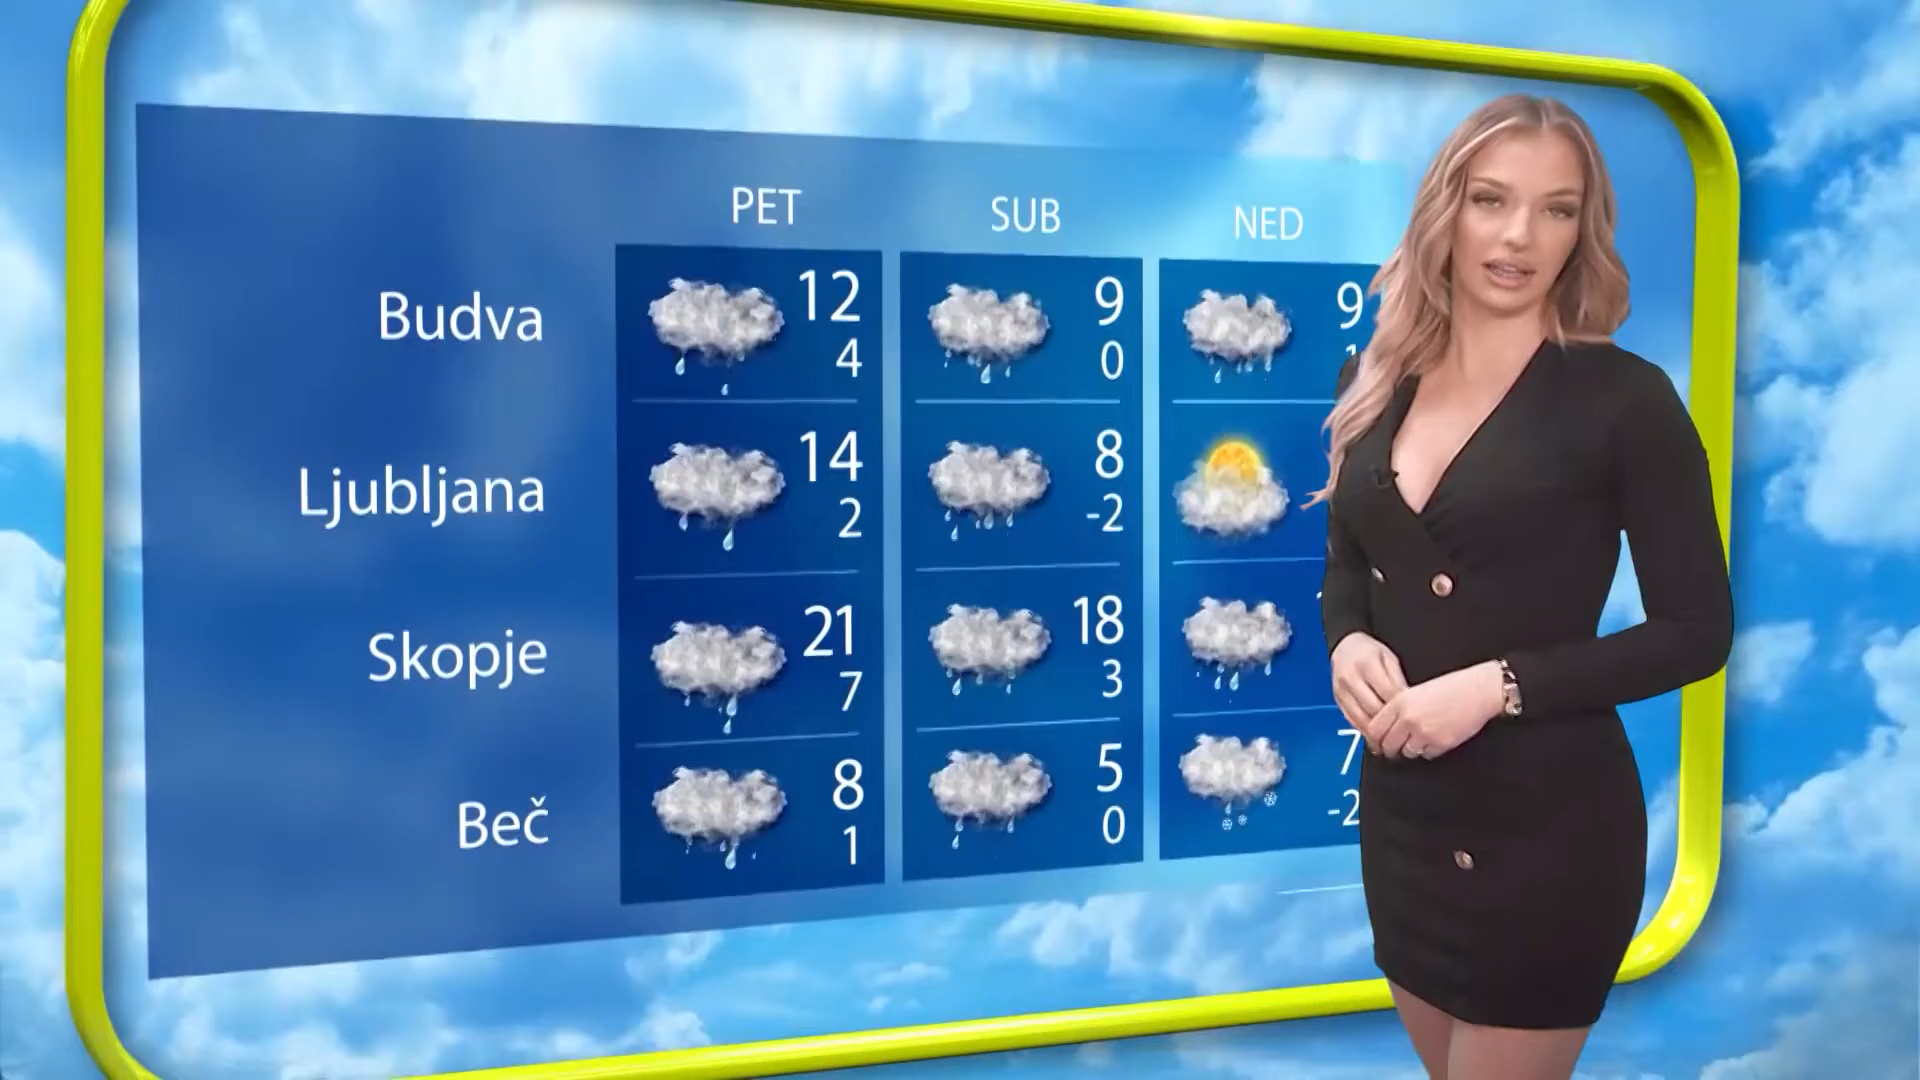 PET SUB NED
Budva 12 9 9
4 0
Ljubljana 14 8
2 -2
Skopje 21 18
7 3
Beč 8 5 7
1 0 -2